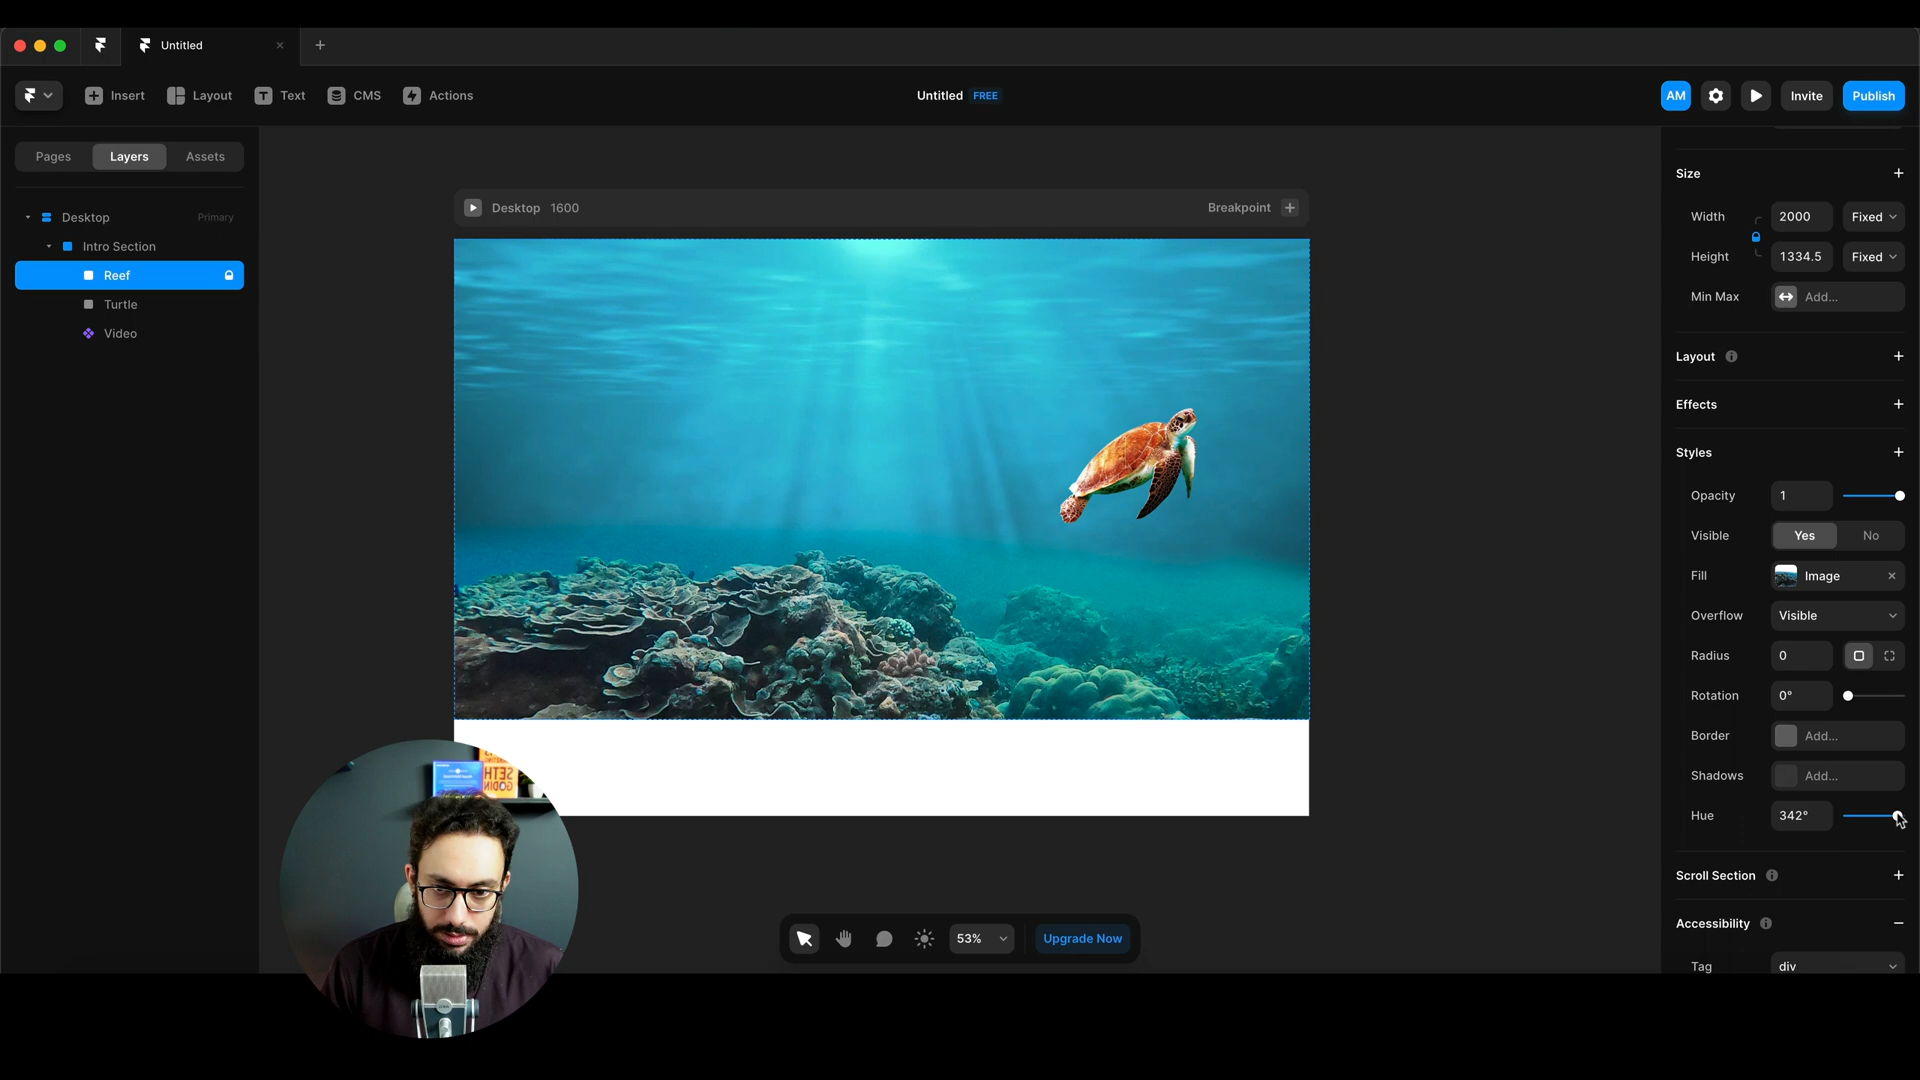 Untitled
Insert
Layout
Text
CMS
Actions
Untitled FREE
AM
Invite
Publish
Pages
Layers
Assets
Desktop Primary
Intro Section
Reef
Turtle
Video
Desktop 1600
Breakpoint
Size
Width 2000 Fixed
Height 1334.5 Fixed
Min Max Add...
Layout
Effects
Styles
Opacity 1
Visible Yes No
Fill Image
Overflow Visible
Radius 0
Rotation 0°
Border Add...
Shadows Add...
Hue 342°
Scroll Section
Accessibility
Tag div
SETH
GODIN
53%
Upgrade Now